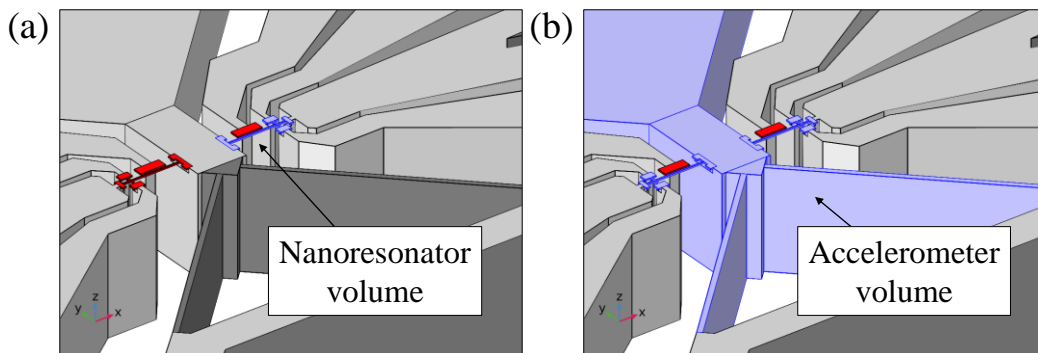 (a)
Nanoresonator
volume
z
y
x
(b)
Accelerometer
volume
z
y
x